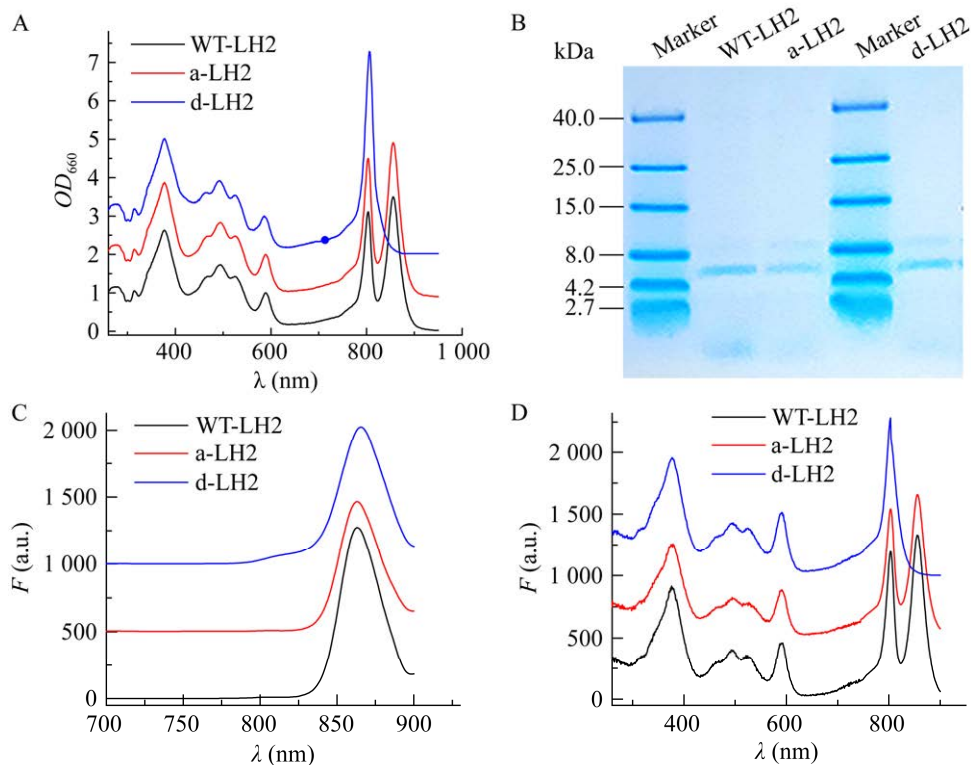 A
WT-LH2
a-LH2
d-LH2
OD660
7
6
5
4
3
2
1
0
400 600 800 1 000
λ (nm)
B
kDa
Marker WT-LH2 a-LH2 Marker d-LH2
40.0
25.0
15.0
8.0
4.2
2.7
C
WT-LH2
a-LH2
d-LH2
F (a.u.)
2 000
1 500
1 000
500
0
700 750 800 850 900
λ (nm)
D
WT-LH2
a-LH2
d-LH2
F (a.u.)
2 000
1 500
1 000
500
0
400 600 800
λ (nm)